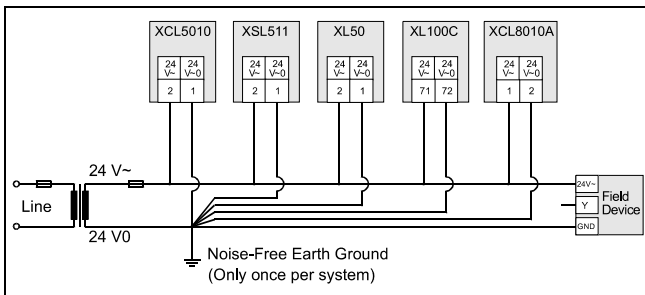 XCL5010 XSL511 XL50 XL100C XCL8010A
24 V~ 24 V~0 24 V~ 24 V~0 24 V~ 24 V~0 24 V~ 24 V~0 24 V~ 24 V~0
2 1 2 1 2 1 71 72 1 2
24 V~
24V~
Line
Y
Field
Device
24 V0
GND
Noise-Free Earth Ground
(Only once per system)